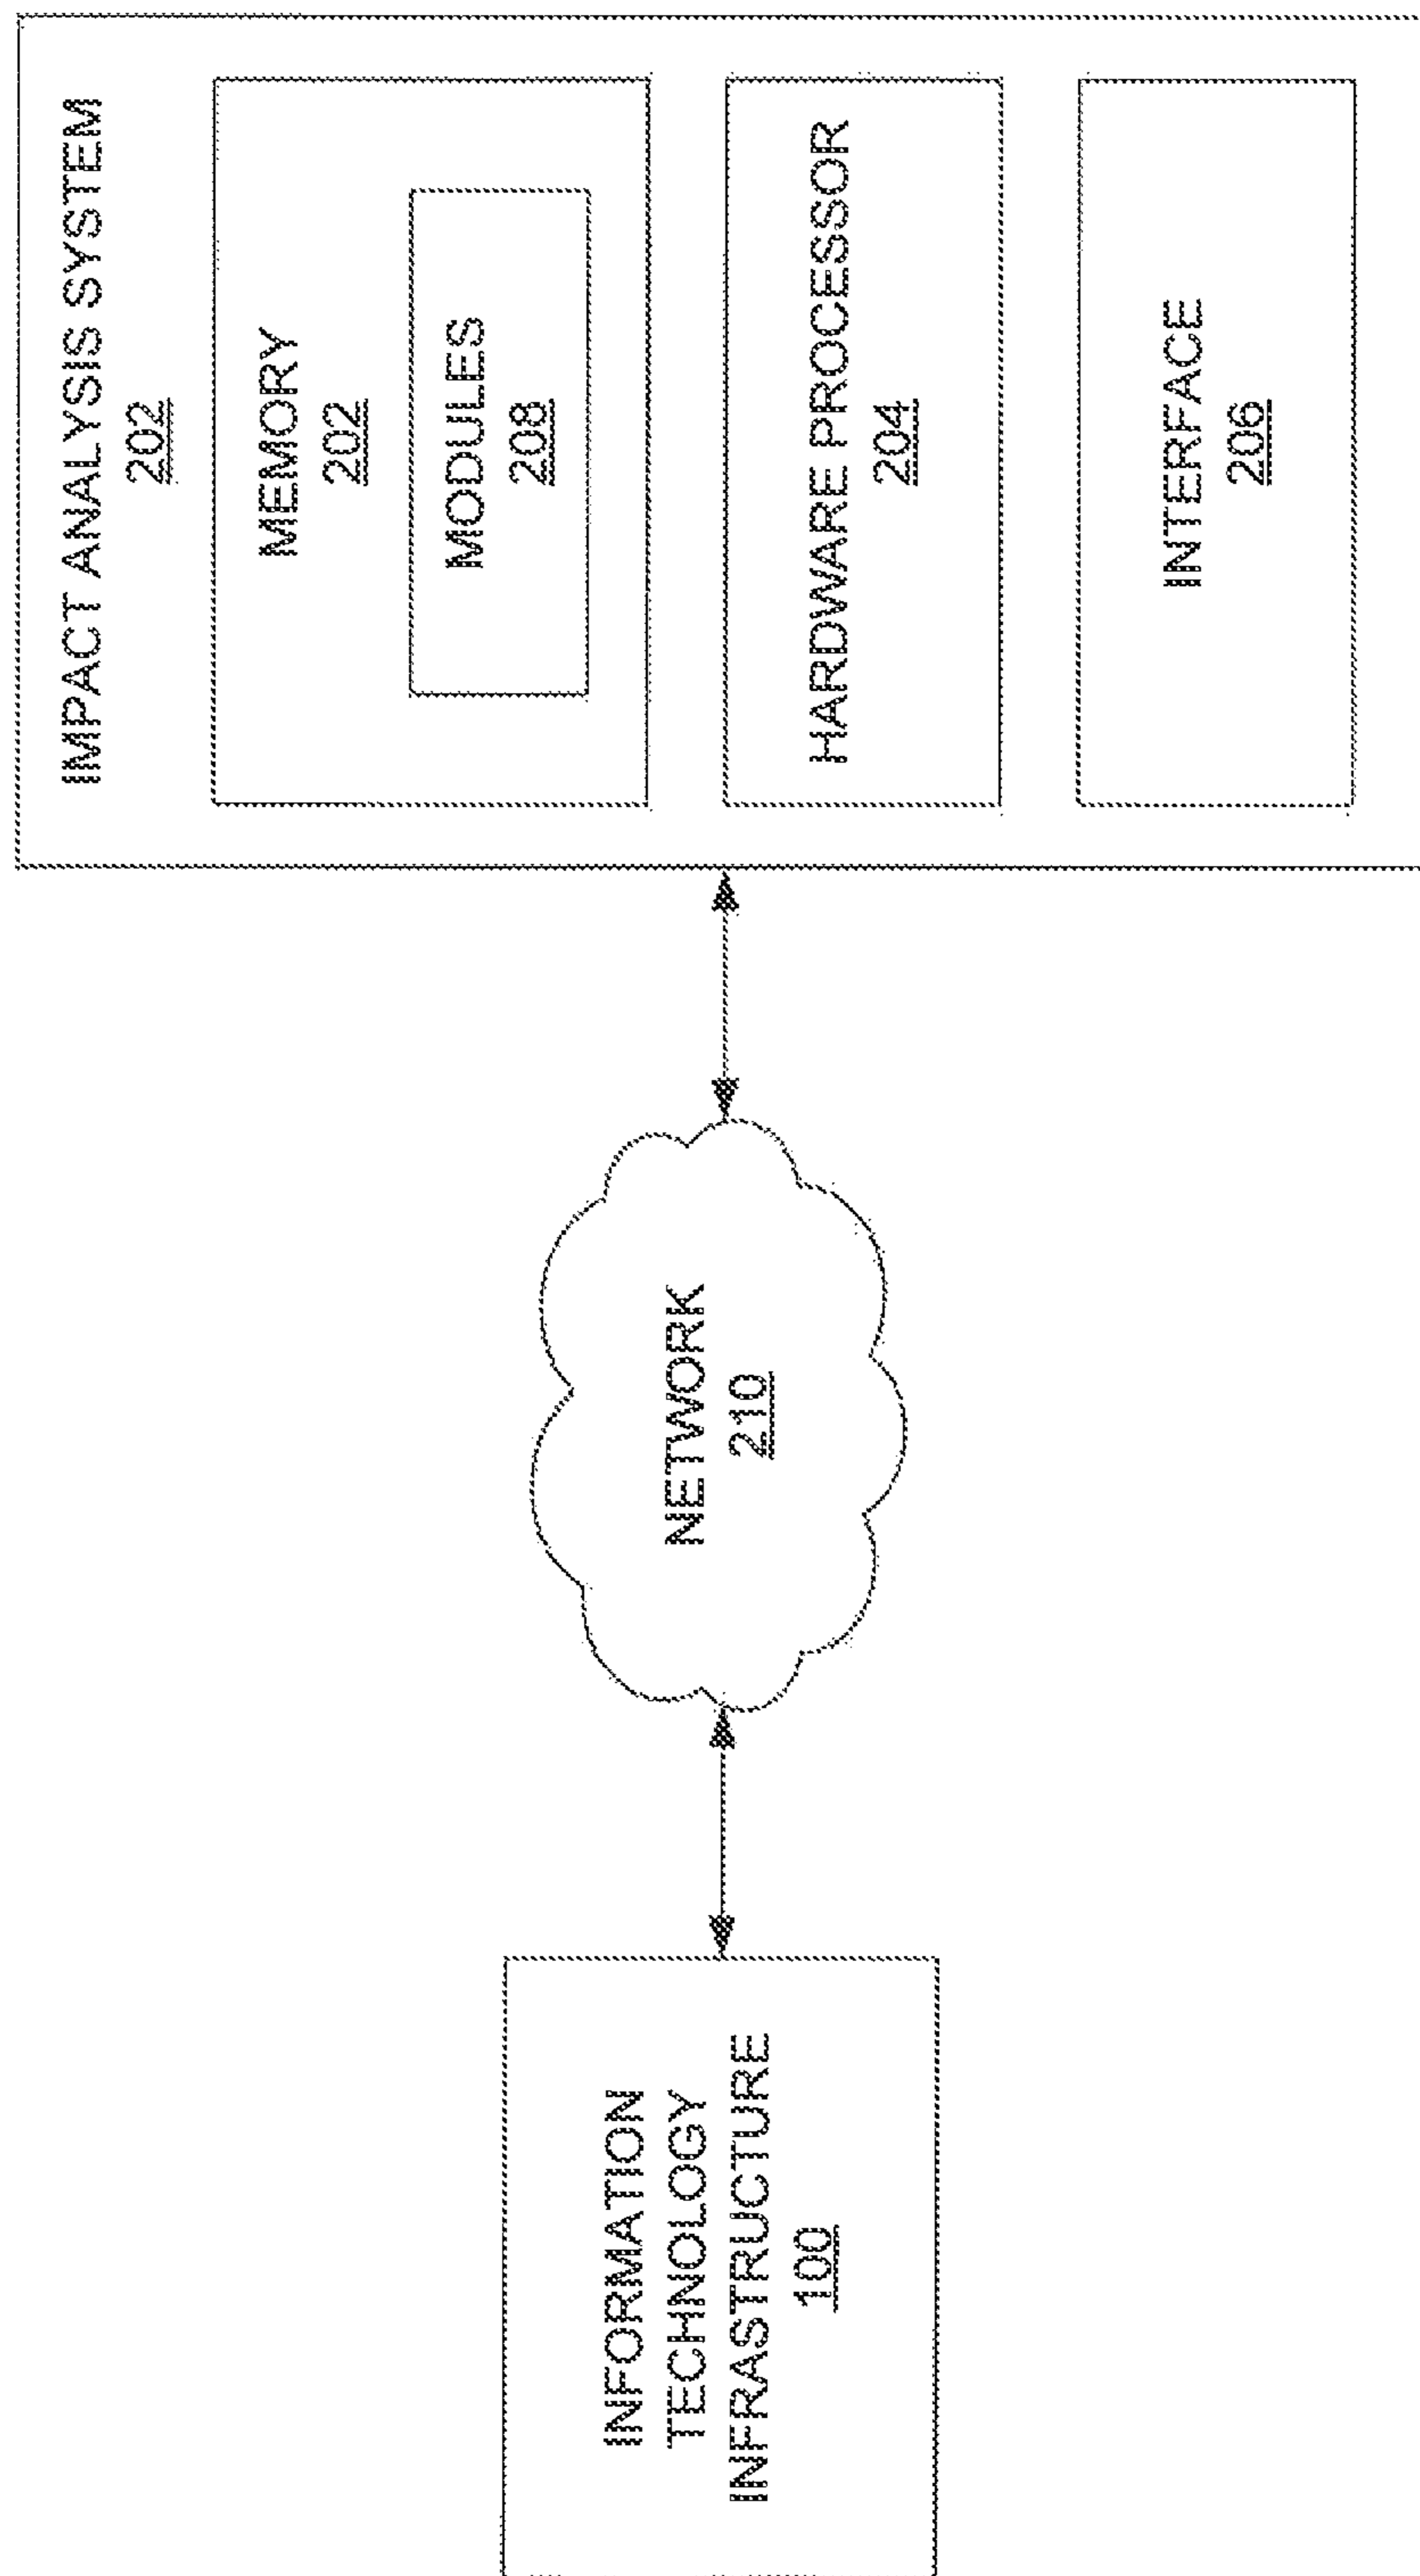 IMPACT ANALYSIS SYSTEM
202
MEMORY
202
MODULES
208
HARDWARE PROCESSOR
204
INTERFACE
206
NETWORK
210
INFORMATION
TECHNOLOGY
INFRASTRUCTURE
100